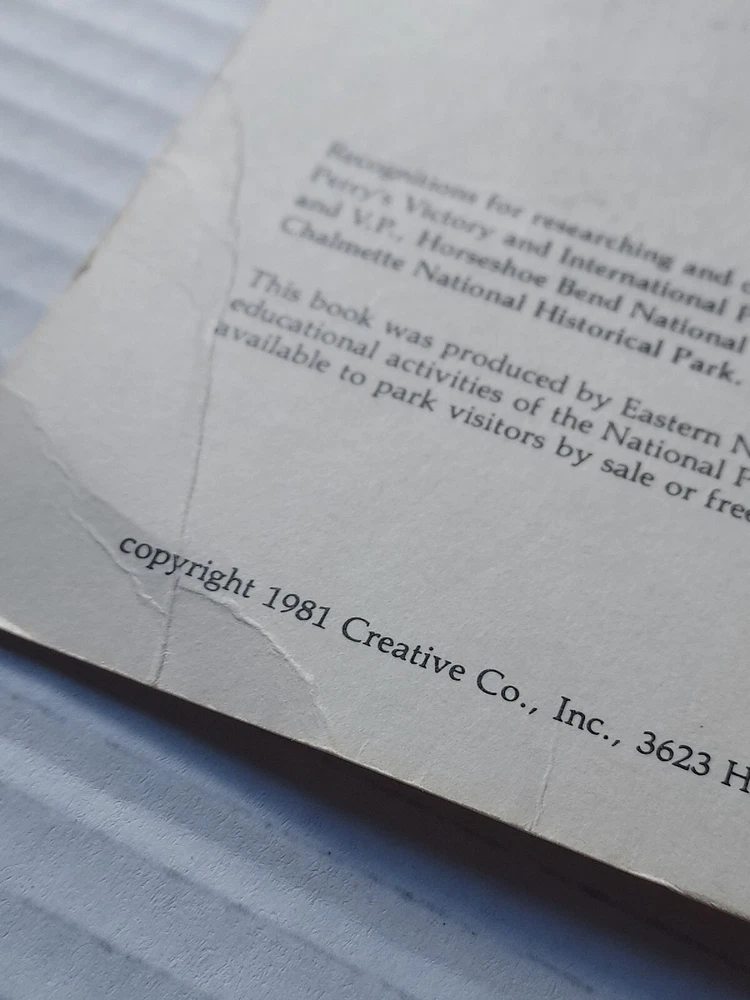 Recognitions for researching and
Perry's Victory and International
and V.P., Horseshoe Bend National
Chalmette National Historical Park.
This book was produced by Eastern N
educational activities of the National P
available to park visitors by sale or free
copyright 1981 Creative Co., Inc., 3623 H